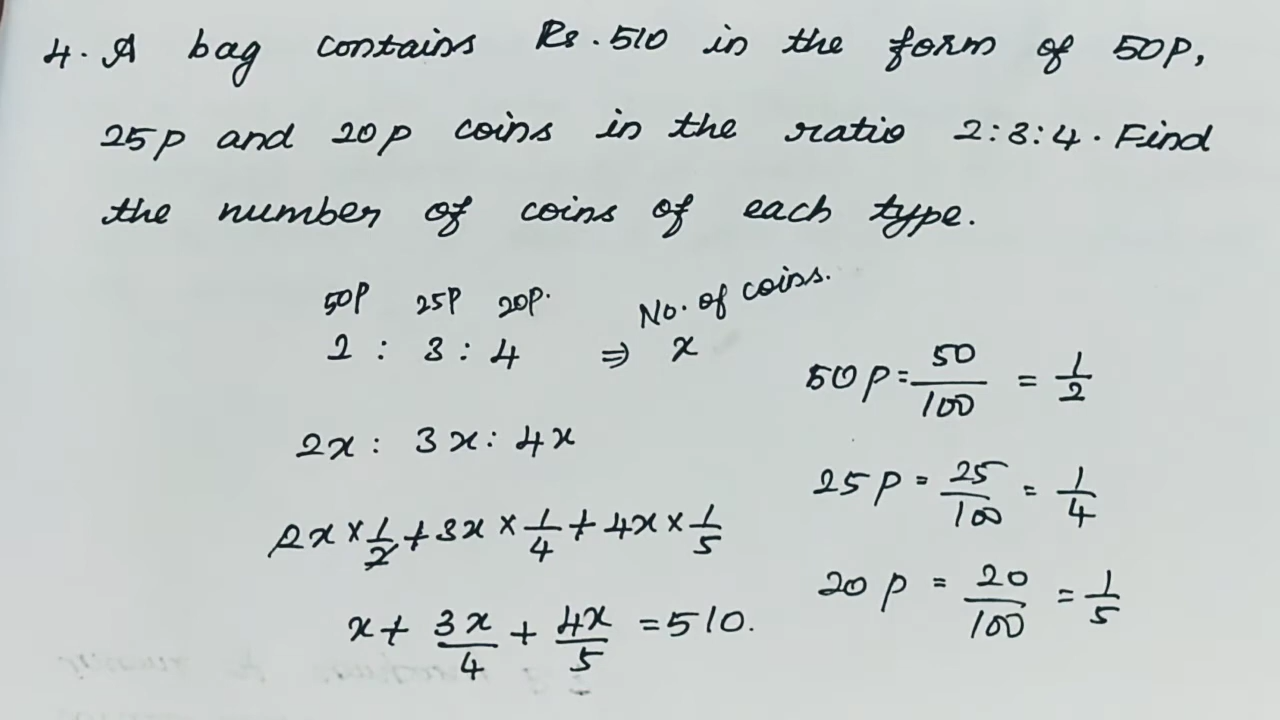 4. A bag contains Rs. 510 in the form of 50p,
25p and 20p coins in the ratio 2:3:4. Find
the number of coins of each type.
50p 25p 20p. No. of coins.
2 : 3 : 4 ⇒ x
50p = 50/100 = 1/2
2x : 3x : 4x
25p = 25/100 = 1/4
2x × 1/2 + 3x × 1/4 + 4x × 1/5
20p = 20/100 = 1/5
x + 3x/4 + 4x/5 = 510.